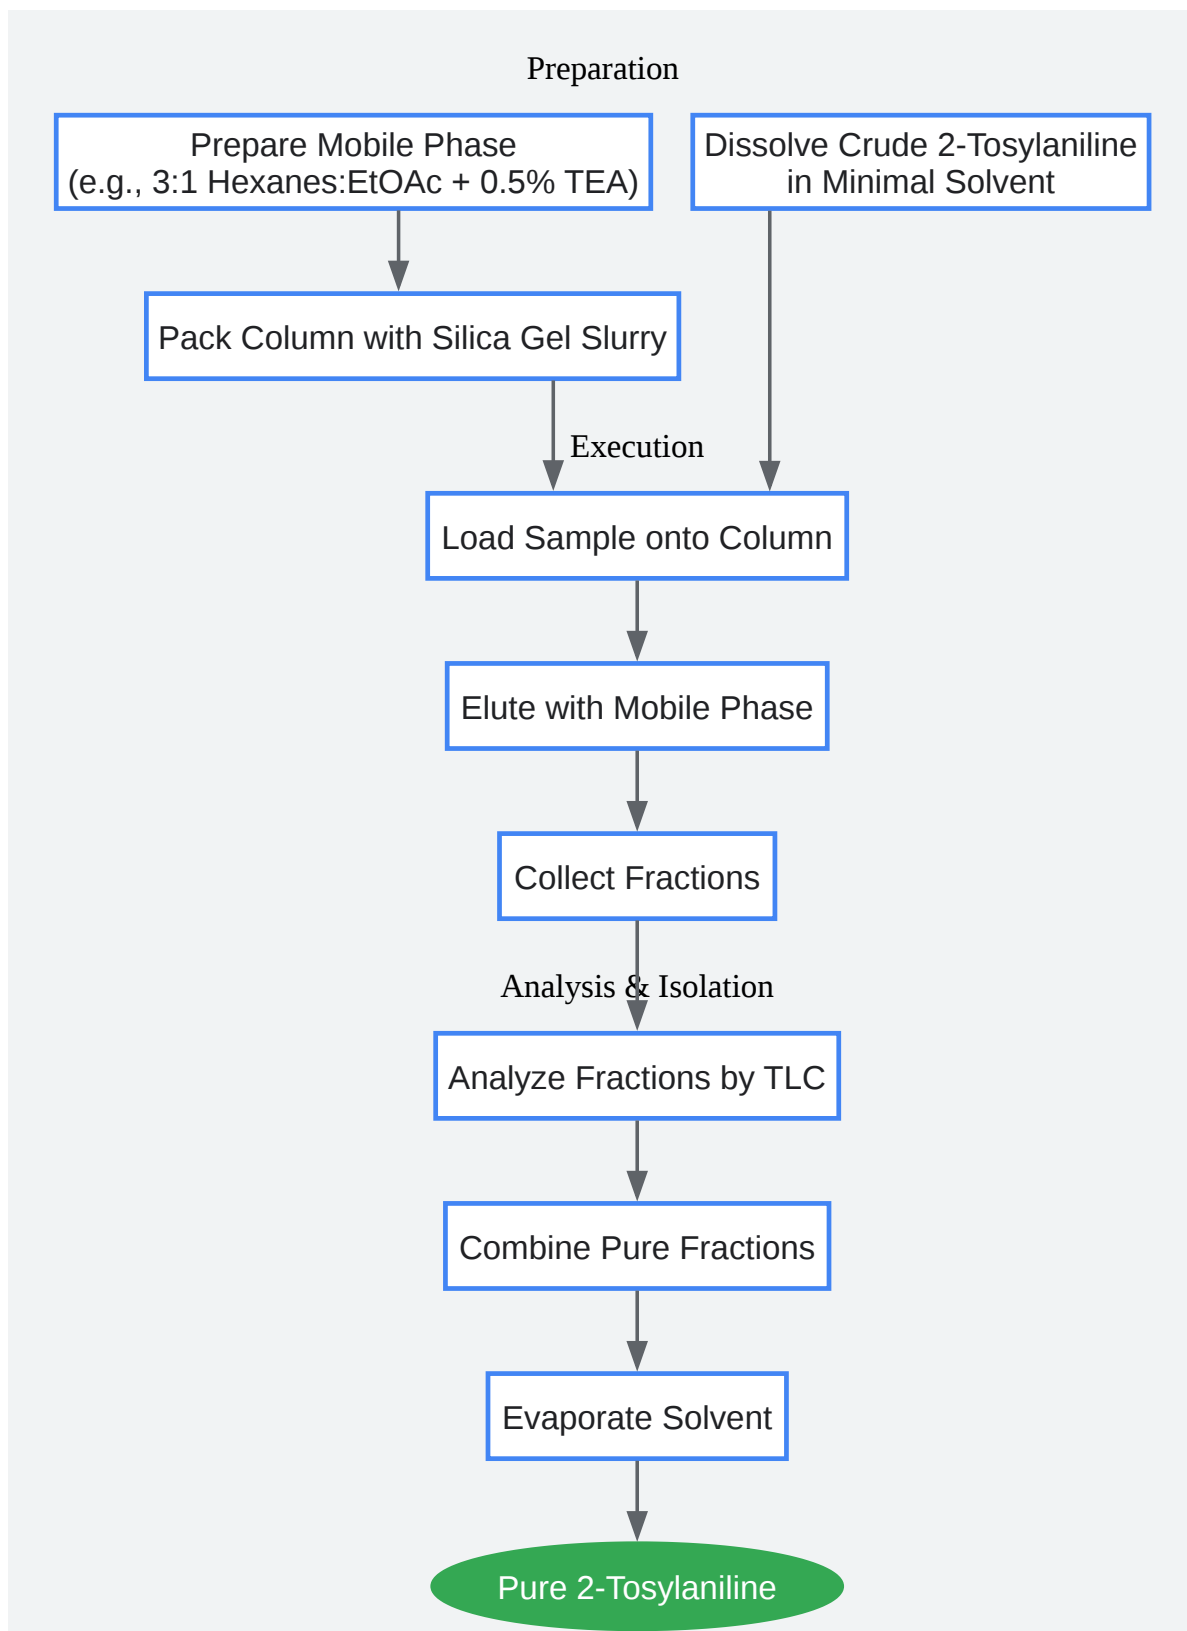 Preparation
Prepare Mobile Phase
(e.g., 3:1 Hexanes:EtOAc + 0.5% TEA)
Dissolve Crude 2-Tosylaniline
in Minimal Solvent
Pack Column with Silica Gel Slurry
Execution
Load Sample onto Column
Elute with Mobile Phase
Collect Fractions
Analysis & Isolation
Analyze Fractions by TLC
Combine Pure Fractions
Evaporate Solvent
Pure 2-Tosylaniline